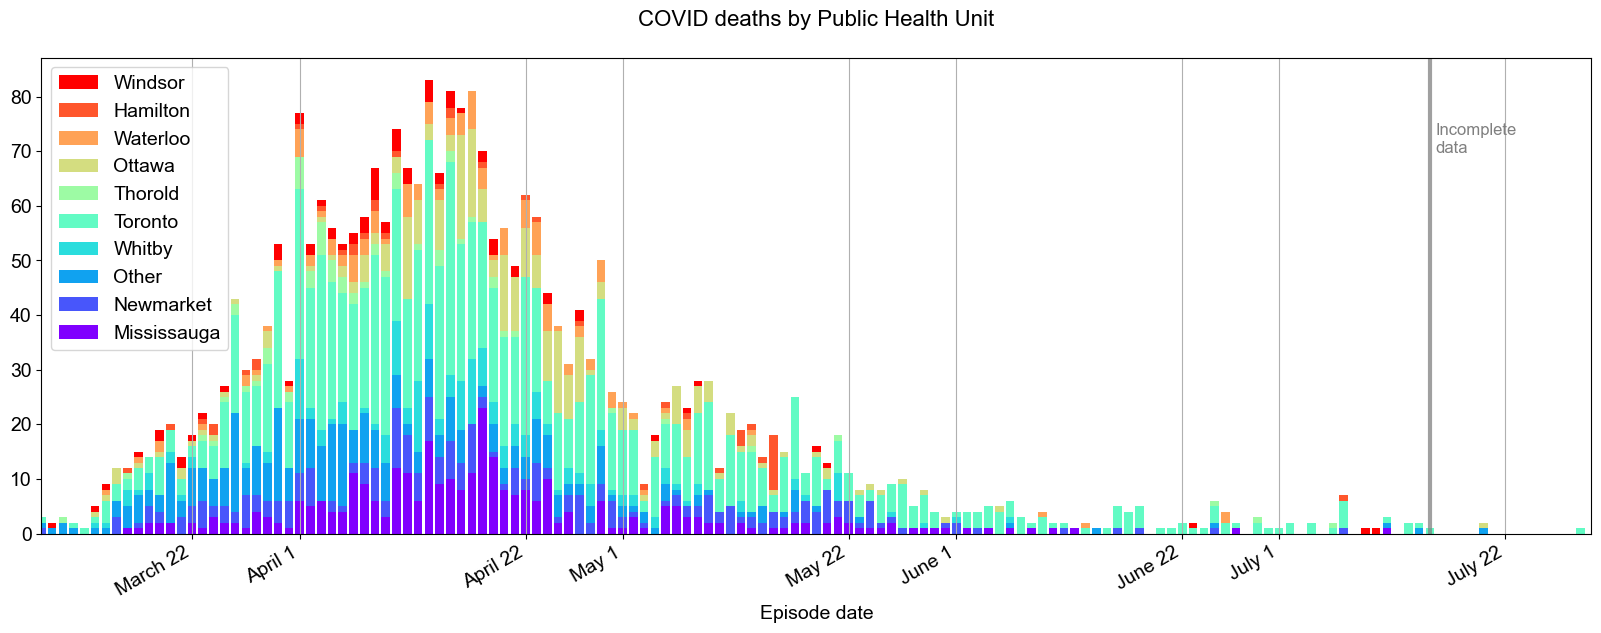 COVID deaths by Public Health Unit
Windsor
Hamilton
Waterloo
Ottawa
Thorold
Toronto
Whitby
Other
Newmarket
Mississauga
Incomplete
data
80
70
60
50
40
30
20
10
0
March 22
April 1
April 22
May 1
May 22
June 1
June 22
July 1
July 22
Episode date